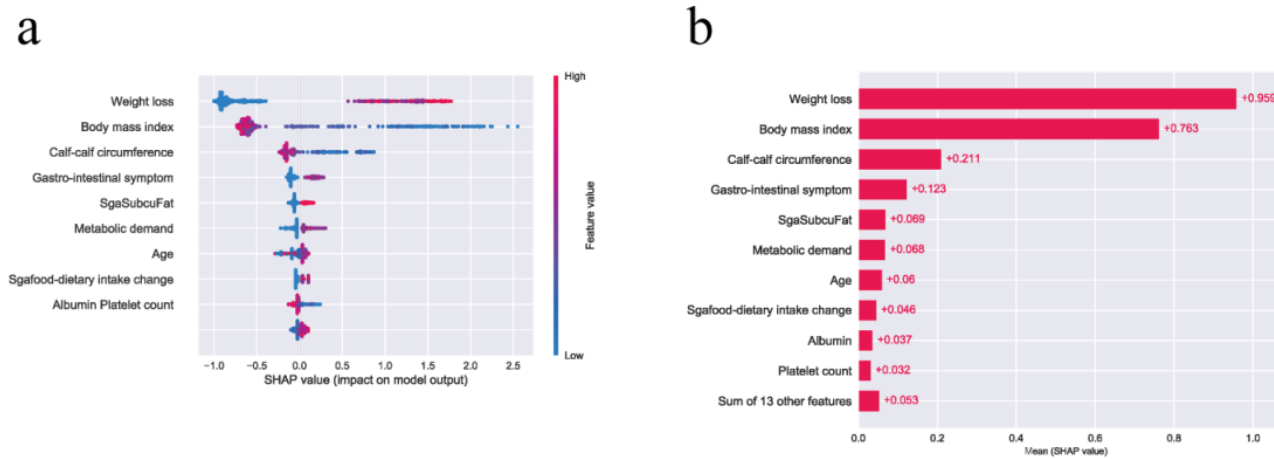 a
Weight loss
Body mass index
Calf-calf circumference
Gastro-intestinal symptom
SgaSubcuFat
Metabolic demand
Age
Sgafood-dietary intake change
Albumin Platelet count
−1.0 −0.5 0.0 0.5 1.0 1.5 2.0 2.5
SHAP value (impact on model output)
High
Feature value
Low
b
Weight loss +0.959
Body mass index +0.763
Calf-calf circumference +0.211
Gastro-intestinal symptom +0.123
SgaSubcuFat +0.069
Metabolic demand +0.068
Age +0.06
Sgafood-dietary intake change +0.046
Albumin +0.037
Platelet count +0.032
Sum of 13 other features +0.053
0.0 0.2 0.4 0.6 0.8 1.0
Mean (SHAP value)